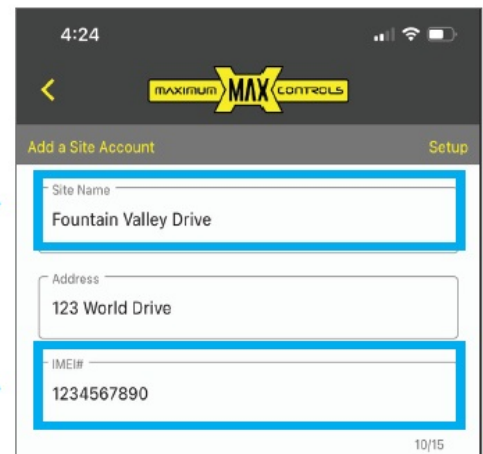 4:24
MAXIMUM MAX CONTROLS
Add a Site Account Setup
Site Name
Fountain Valley Drive
Address
123 World Drive
IMEI#
1234567890
10/15